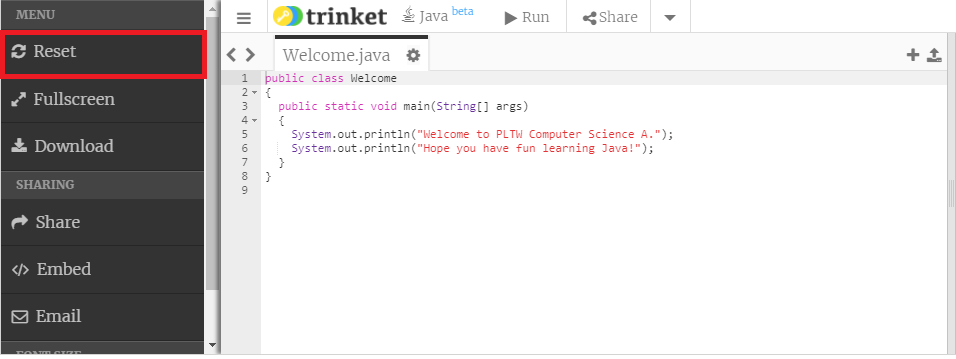 MENU
Reset
Fullscreen
Download
SHARING
Share
Embed
Email
FONT SIZE
trinket Java beta Run Share
Welcome.java
1 public class Welcome
2 {
3 public static void main(String[] args)
4 {
5 System.out.println("Welcome to PLTW Computer Science A.");
6 System.out.println("Hope you have fun learning Java!");
7 }
8 }
9